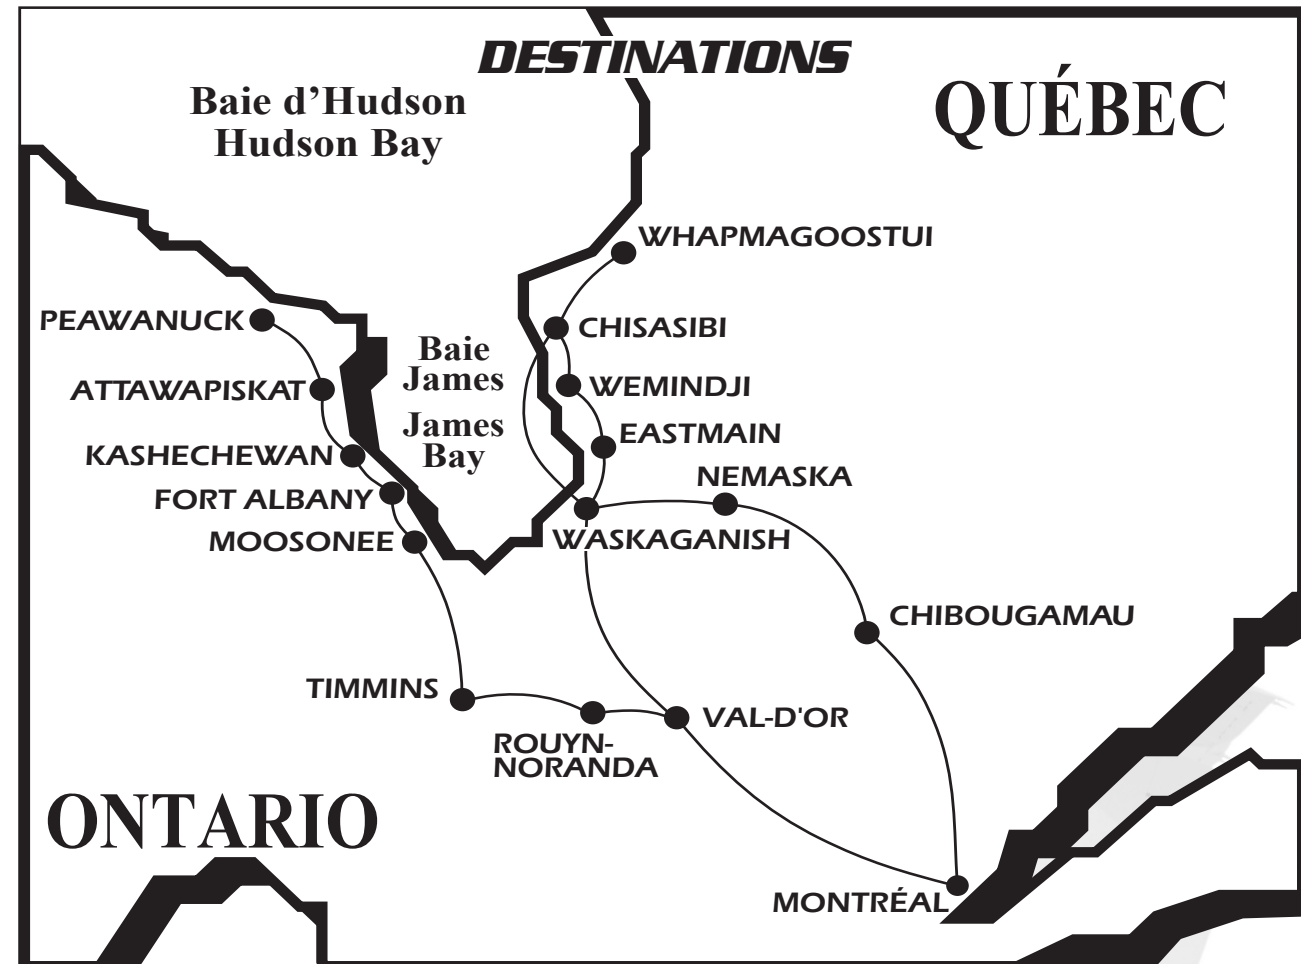 DESTINATIONS
QUÉBEC
Baie d’Hudson
Hudson Bay
WHAPMAGOOSTUI
PEAWANUCK
CHISASIBI
Baie
James
James
Bay
ATTAWAPISKAT
WEMINDJI
EASTMAIN
KASHECHEWAN
NEMASKA
FORT ALBANY
MOOSONEE
WASKAGANISH
CHIBOUGAMAU
TIMMINS
VAL-D'OR
ROUYN-
NORANDA
ONTARIO
MONTRÉAL